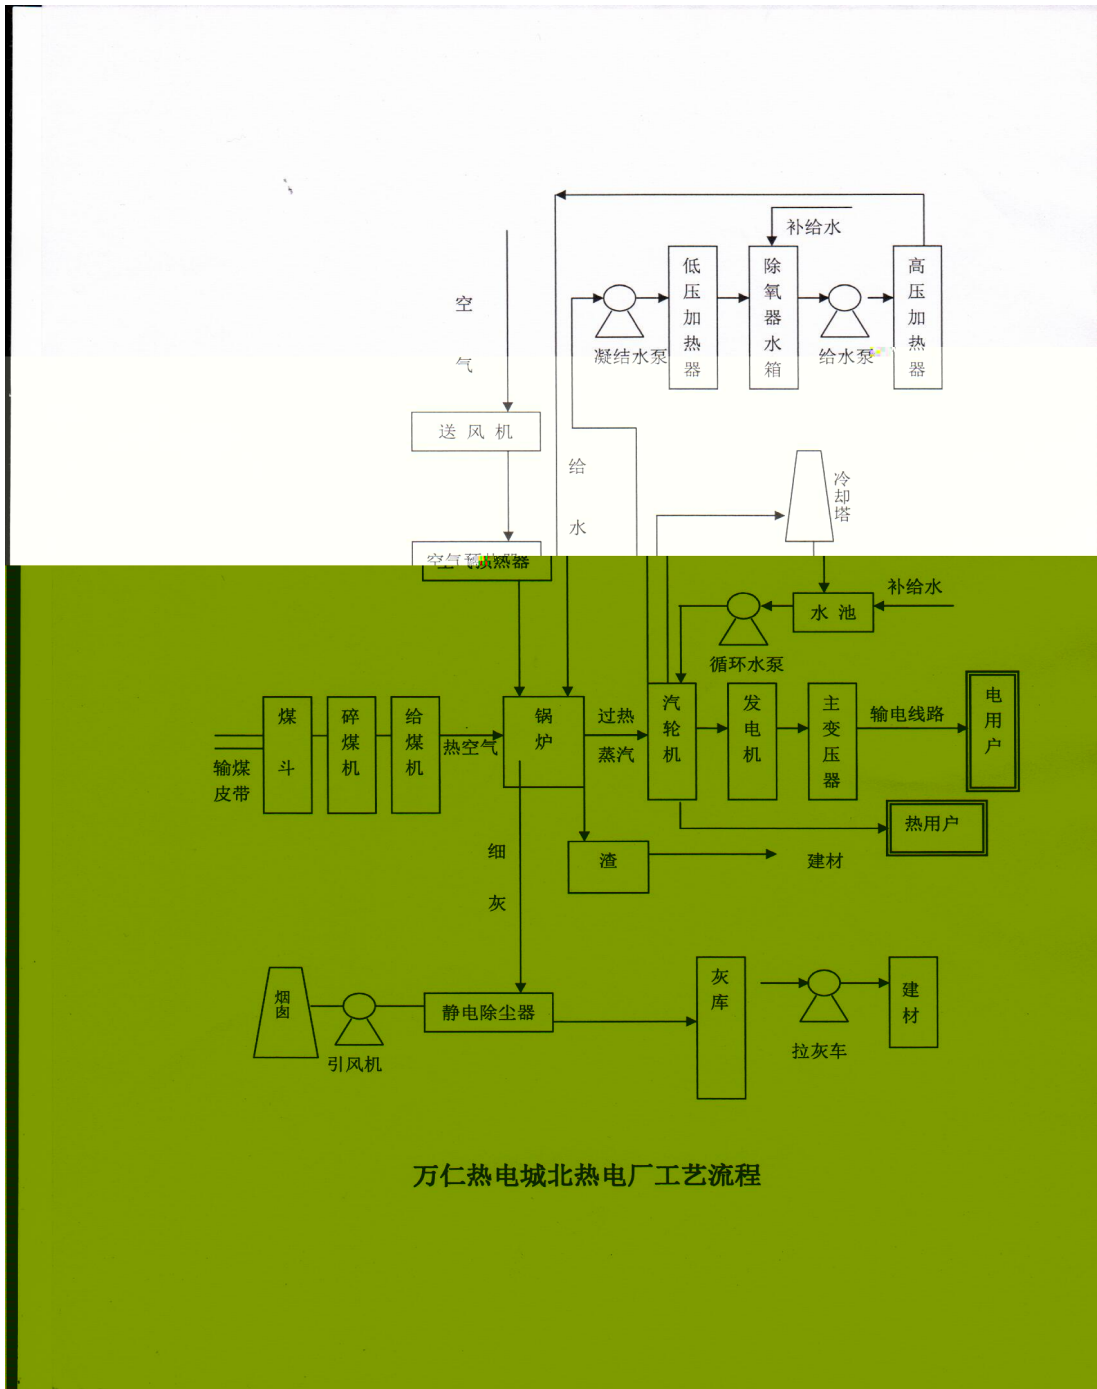 补给水
低压加热器
除氧器水箱
高压加热器
空气
凝结水泵
给水泵
送风机
给水
冷却塔
空气预热器
补给水
水池
循环水泵
煤斗
碎煤机
给煤机
热空气
锅炉
过热
蒸汽
汽轮机
发电机
主变压器
输电线路
电用户
输煤
皮带
热用户
渣
建材
细灰
烟囱
引风机
静电除尘器
灰库
拉灰车
建材
万仁热电城北热电厂工艺流程